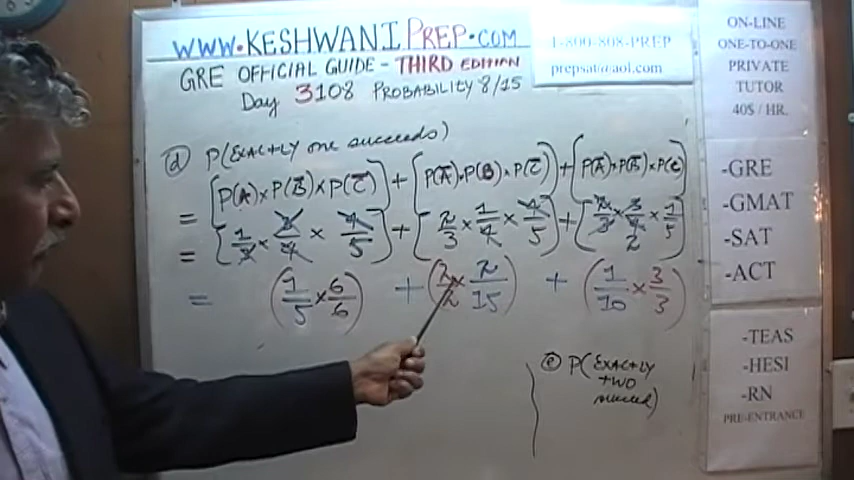 WWW.KESHWANIPREP.COM
GRE OFFICIAL GUIDE - THIRD EDITION
Day 3108 PROBABILITY 8/15
1-800-808-PREP
prepsat@aol.com
ON-LINE
ONE-TO-ONE
PRIVATE
TUTOR
40$ / HR.
-GRE
-GMAT
-SAT
-ACT
-TEAS
-HESI
-RN
PRE-ENTRANCE
(d) P(EXACTLY one succeeds)
= [P(A) × P(B̅) × P(C̅)] + [P(A̅) × P(B) × P(C̅)] + [P(A̅) × P(B̅) × P(C)]
= [1/3 × 3/4 × 4/5] + [2/3 × 1/4 × 4/5] + [2/3 × 3/4 × 1/5]
2
= (1/5 × 6/6) + (2/2 × 2/15) + (1/10 × 3/3)
(e) P(EXACTLY
TWO
succeed)